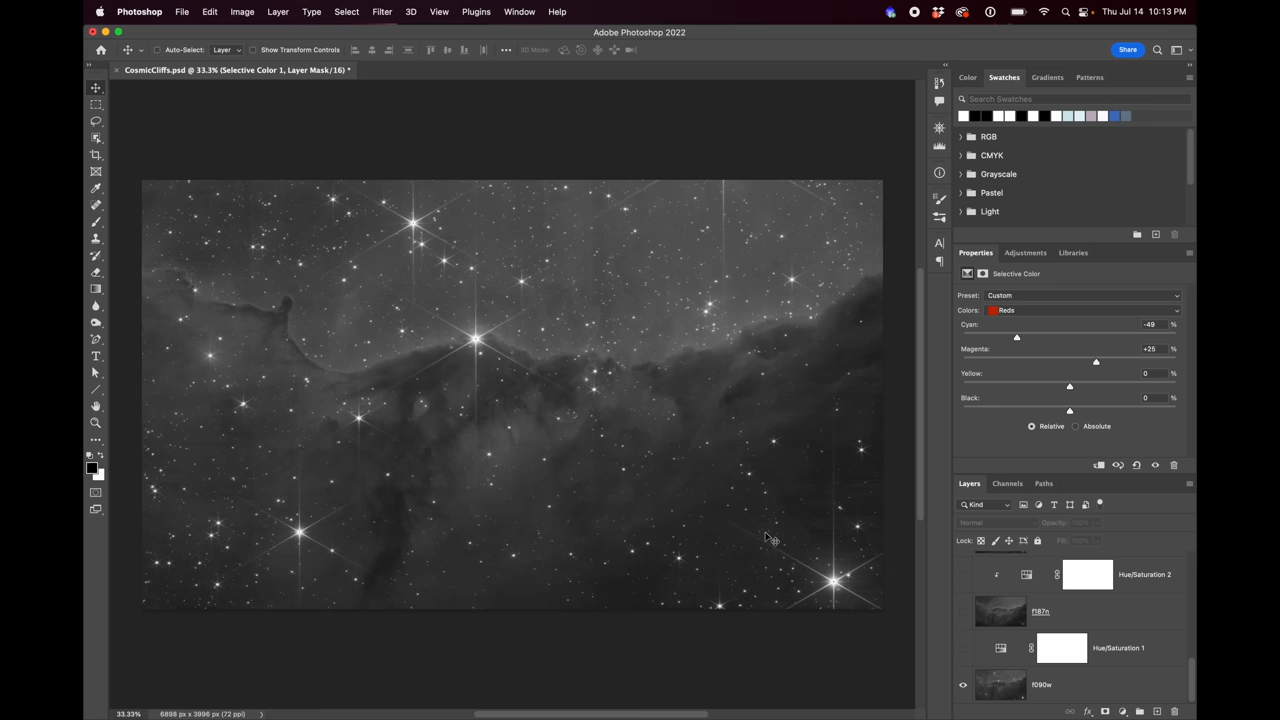 Photoshop File Edit Image Layer Type Select Filter 3D View Plugins Window Help Thu Jul 14 10:13 PM
Adobe Photoshop 2022
Auto-Select: Layer Show Transform Controls ••• 3D Mode: Share
× CosmicCliffs.psd @ 33.3% (Selective Color 1, Layer Mask/16) *
Color Swatches Gradients Patterns
Search Swatches
RGB
CMYK
Grayscale
Pastel
Light
Properties Adjustments Libraries
Selective Color
Preset: Custom
Colors: Reds
Cyan: -49 %
Magenta: +25 %
Yellow: 0 %
Black: 0 %
Relative Absolute
Layers Channels Paths
Kind
Normal Opacity: 100%
Lock: Fill: 100%
Hue/Saturation 2
f187n
Hue/Saturation 1
f090w
33.33% 6898 px x 3996 px (72 ppi)